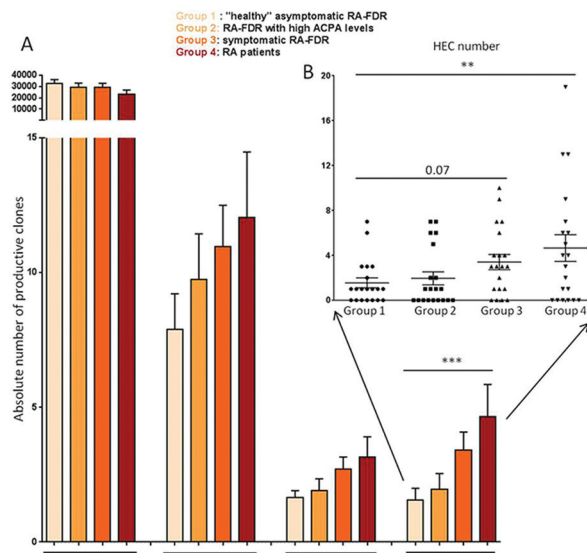 Group 1 : "healthy" asymptomatic RA-FDR
Group 2: RA-FDR with high ACPA levels
Group 3: symptomatic RA-FDR
Group 4: RA patients
A
B
HEC number
**
0.07
20
16
12
8
4
0
Group 1
Group 2
Group 3
Group 4
Absolute number of productive clones
40000
30000
20000
10000
15
10
5
0
***